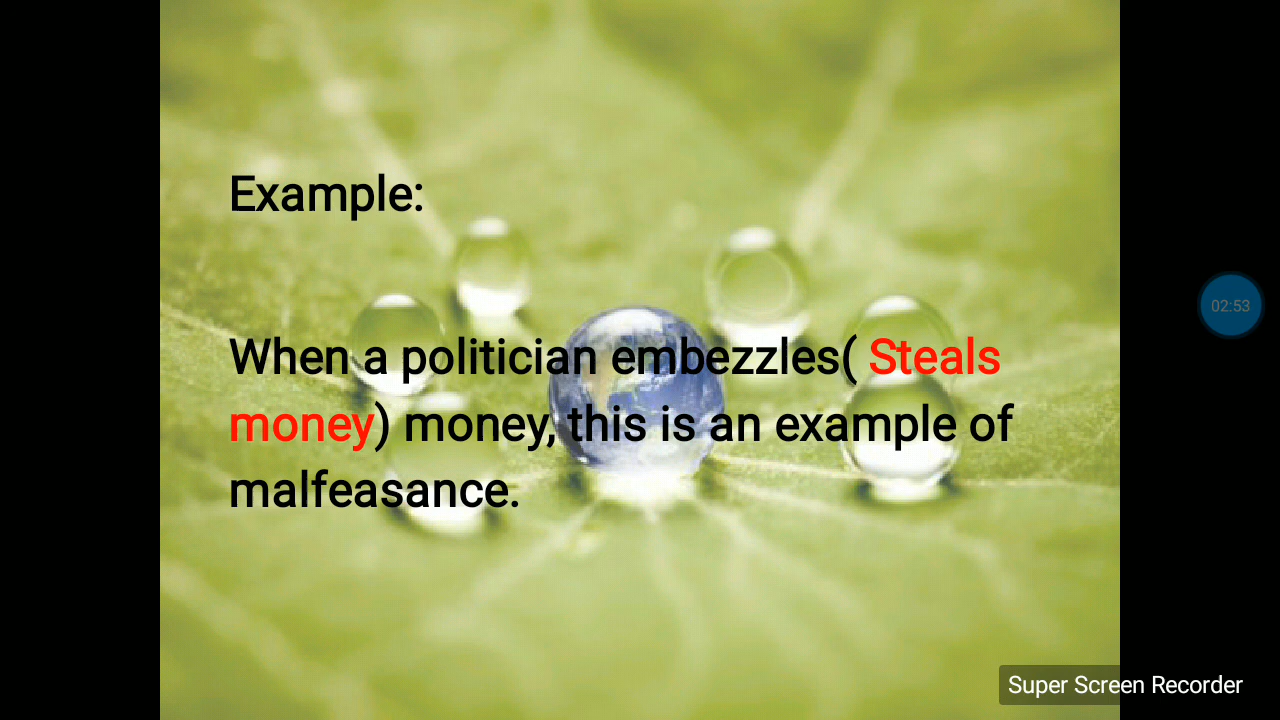 Example:
When a politician embezzles( Steals
money) money, this is an example of
malfeasance.
02:53
Super Screen Recorder